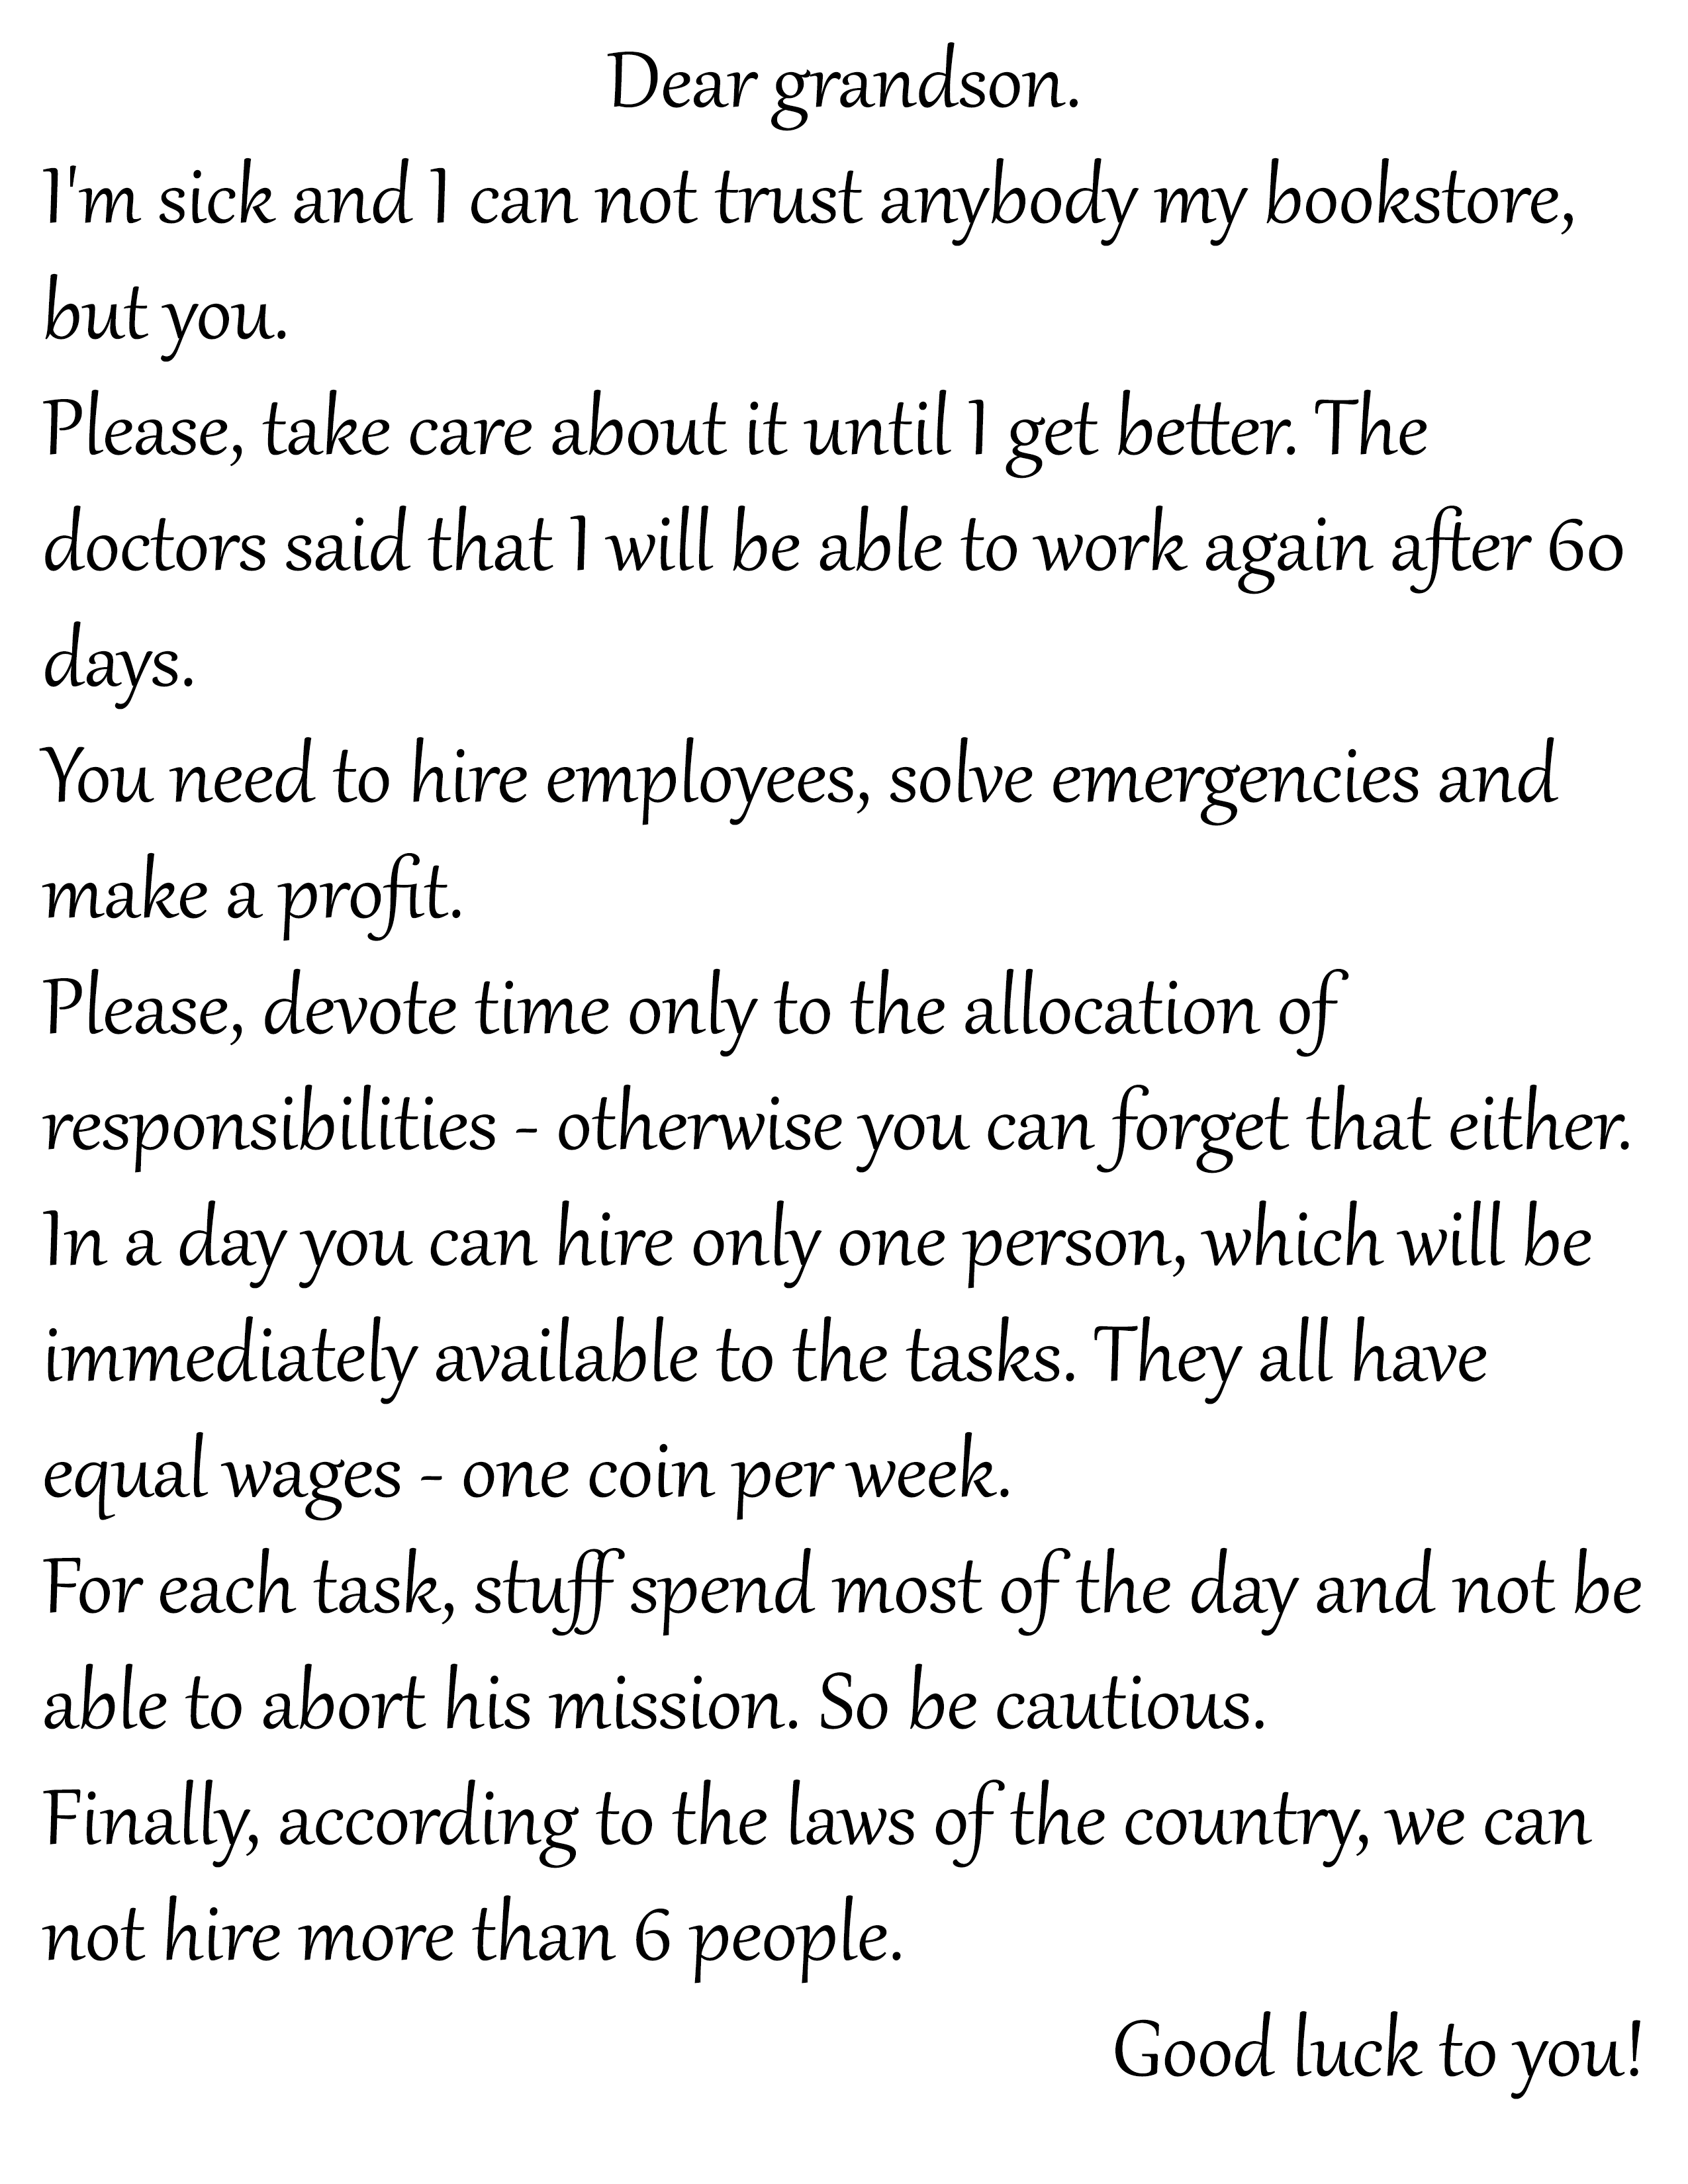 Dear grandson.
I'm sick and I can not trust anybody my bookstore,
but you.
Please, take care about it until I get better. The
doctors said that I will be able to work again after 60
days.
You need to hire employees, solve emergencies and
make a profit.
Please, devote time only to the allocation of
responsibilities - otherwise you can forget that either.
In a day you can hire only one person, which will be
immediately available to the tasks. They all have
equal wages - one coin per week.
For each task, stuff spend most of the day and not be
able to abort his mission. So be cautious.
Finally, according to the laws of the country, we can
not hire more than 6 people.
Good luck to you!